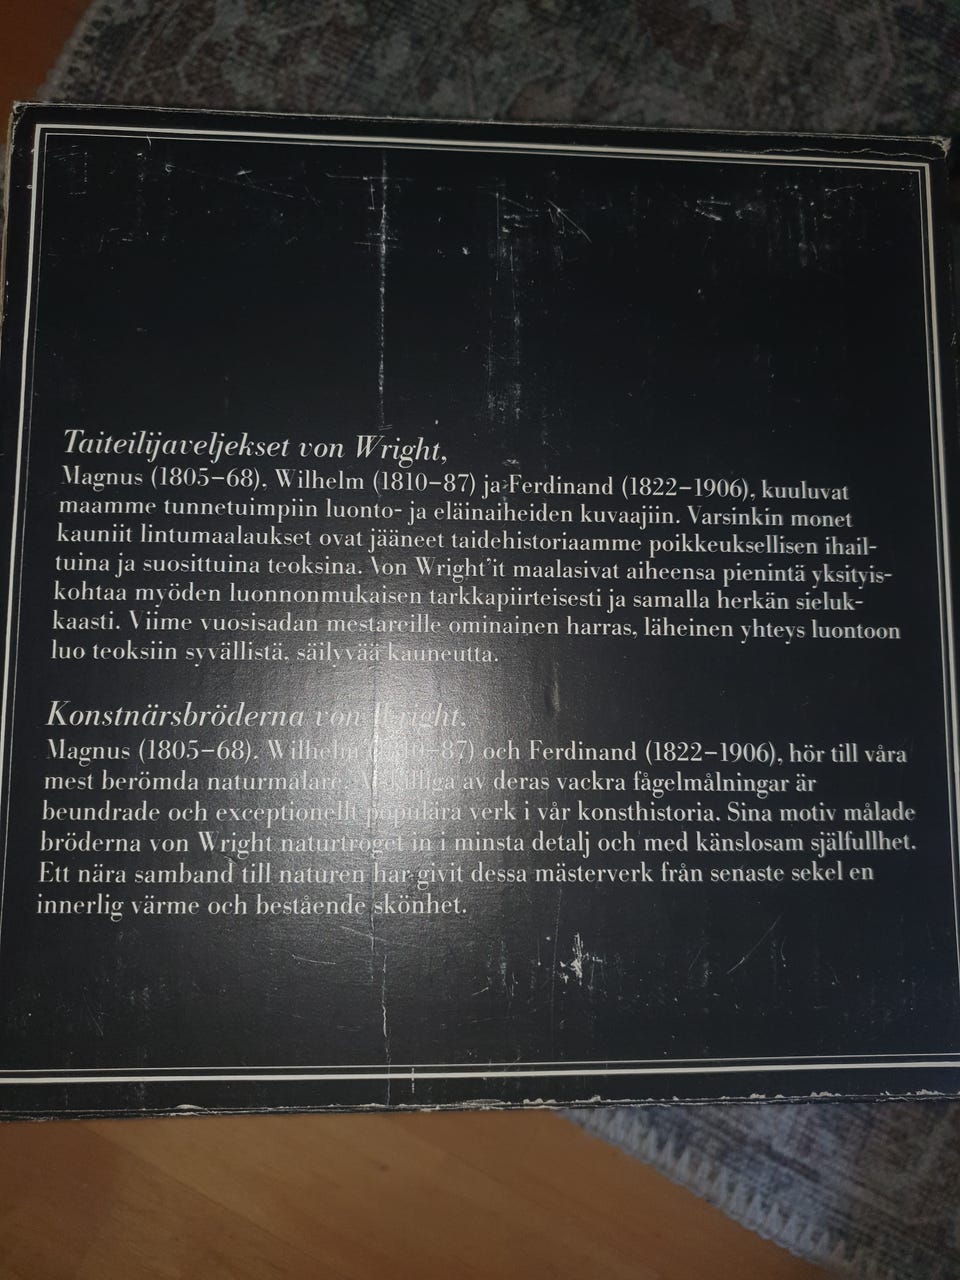 Taiteilijaveljekset von Wright,
Magnus (1805–68), Wilhelm (1810–87) ja Ferdinand (1822–1906), kuuluvat
maamme tunnetuimpiin luonto- ja eläinaiheiden kuvaajiin. Varsinkin monet
kauniit lintumaalaukset ovat jääneet taidehistoriaamme poikkeuksellisen ihail-
tuina ja suosittuina teoksina. Von Wright'it maalasivat aiheensa pienintä yksityis-
kohtaa myöden luonnonmukaisen tarkkapiirteisesti ja samalla herkän sieluk-
kaasti. Viime vuosisadan mestareille ominainen harras, läheinen yhteys luontoon
luo teoksiin syvällistä, säilyvää kauneutta.
Konstnärsbröderna von Wright,
Magnus (1805–68), Wilhelm (1810–87) och Ferdinand (1822–1906), hör till våra
mest berömda naturmålare. av deras vackra fågelmålningar är
beundrade och exceptionellt populära verk i vår konsthistoria. Sina motiv målade
bröderna von Wright naturtroget in i minsta detalj och med känslosam själfullhet.
Ett nära samband till naturen har givit dessa mästerverk från senaste sekel en
innerlig värme och bestående skönhet.